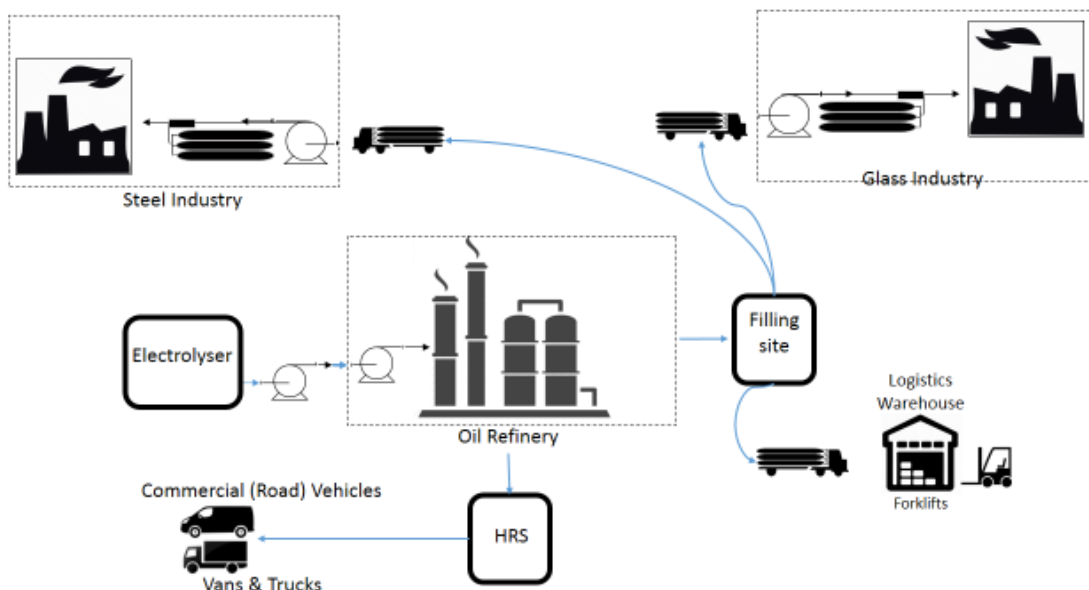 Steel Industry
Glass Industry
Electrolyser
Filling
site
Oil Refinery
Logistics
Warehouse
Forklifts
Commercial (Road) Vehicles
HRS
Vans & Trucks